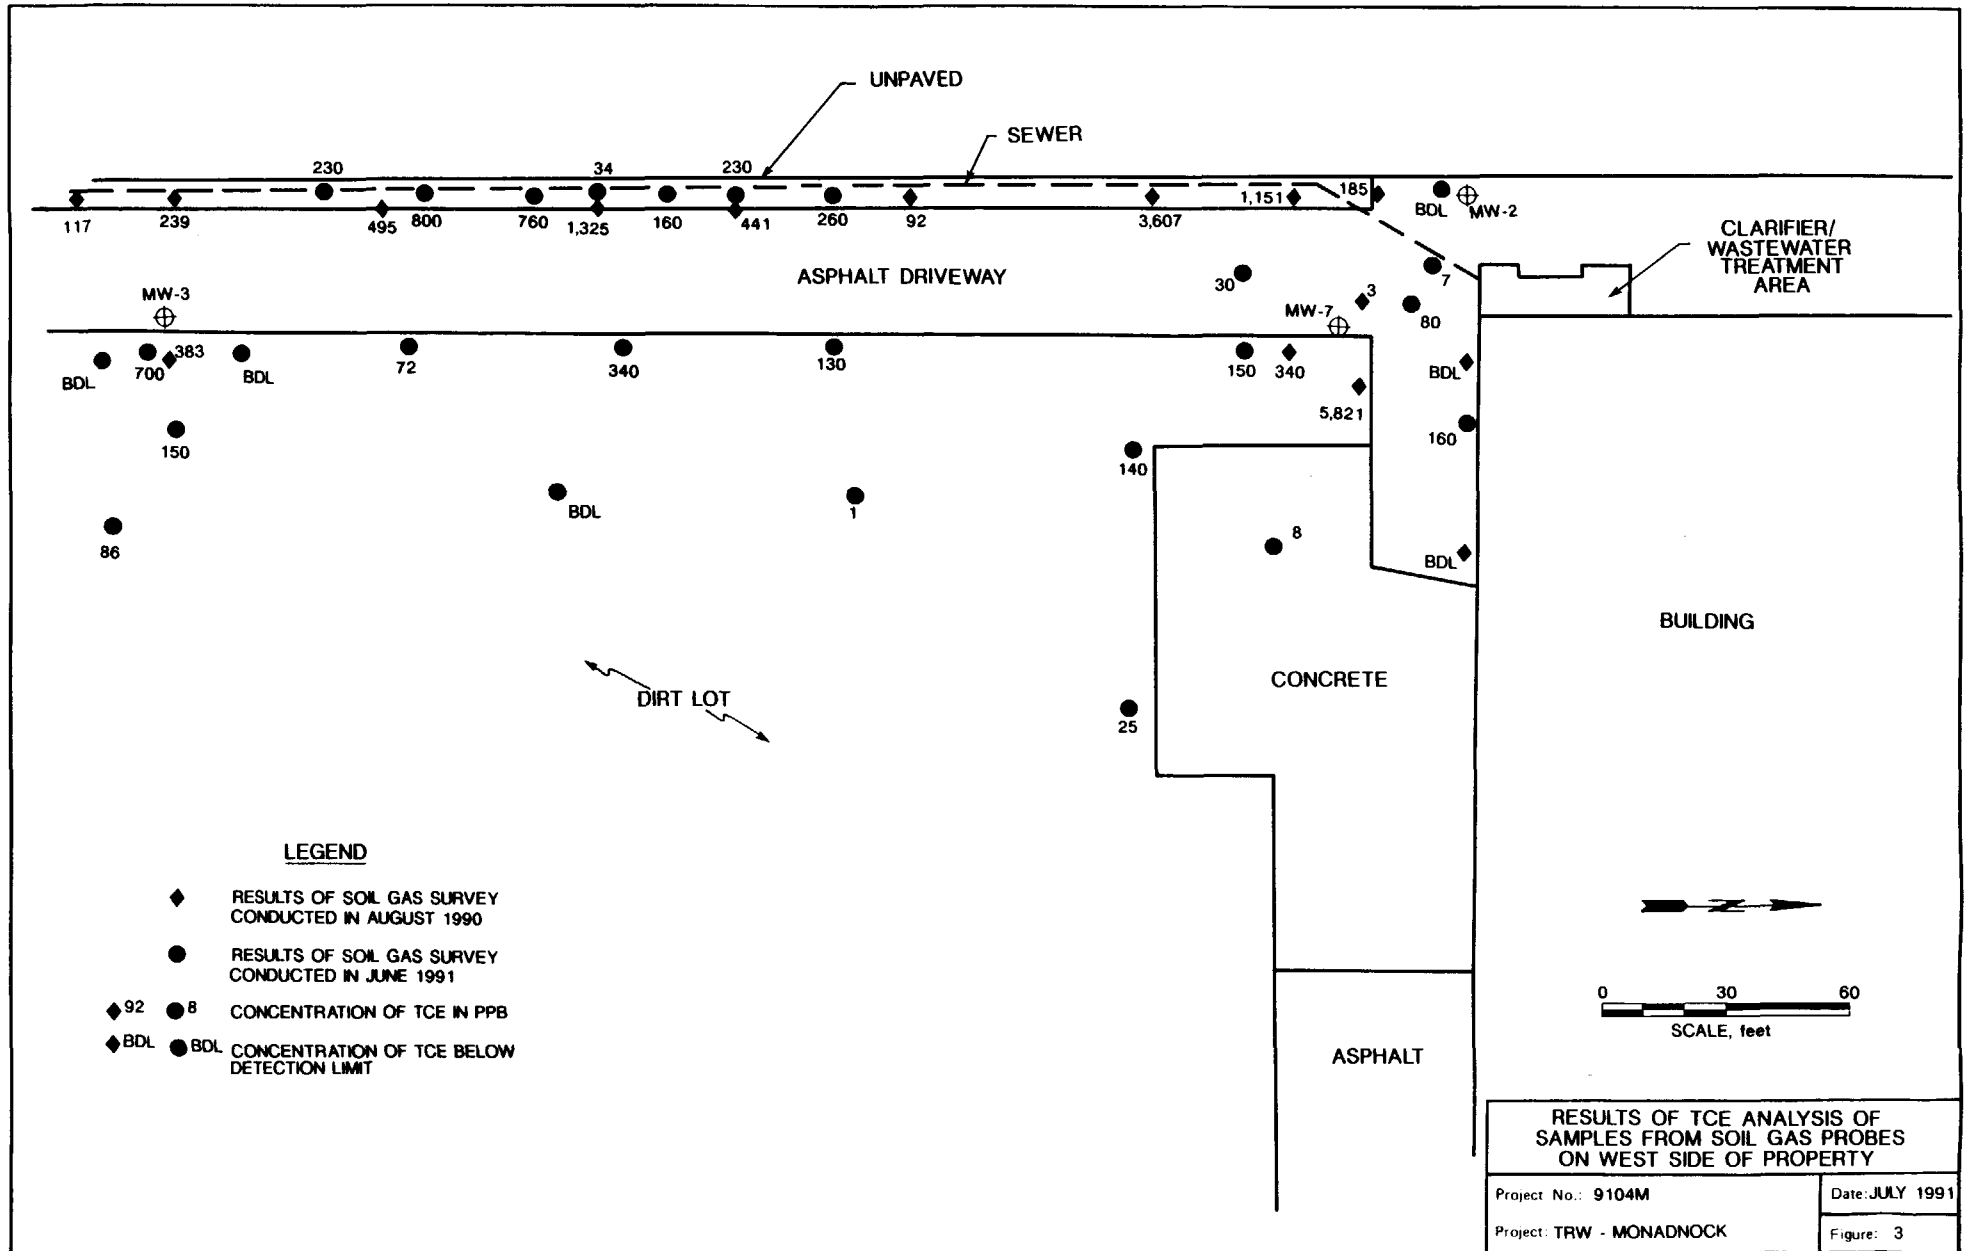 UNPAVED
SEWER
230
34
230
117
239
495
800
760
1,325
160
441
260
92
3,607
1,151
185
BDL
MW-2
CLARIFIER/
WASTEWATER
TREATMENT
AREA
ASPHALT DRIVEWAY
30
7
3
80
MW-3
MW-7
BDL
700
383
BDL
72
340
130
150
340
BDL
5,821
160
150
140
BDL
1
86
8
BDL
BUILDING
CONCRETE
DIRT LOT
25
LEGEND
RESULTS OF SOIL GAS SURVEY
CONDUCTED IN AUGUST 1990
RESULTS OF SOIL GAS SURVEY
CONDUCTED IN JUNE 1991
92 8 CONCENTRATION OF TCE IN PPB
BDL BDL CONCENTRATION OF TCE BELOW
DETECTION LIMIT
Z
0 30 60
SCALE, feet
ASPHALT
RESULTS OF TCE ANALYSIS OF
SAMPLES FROM SOIL GAS PROBES
ON WEST SIDE OF PROPERTY
Project No.: 9104M
Date: JULY 1991
Project: TRW - MONADNOCK
Figure: 3